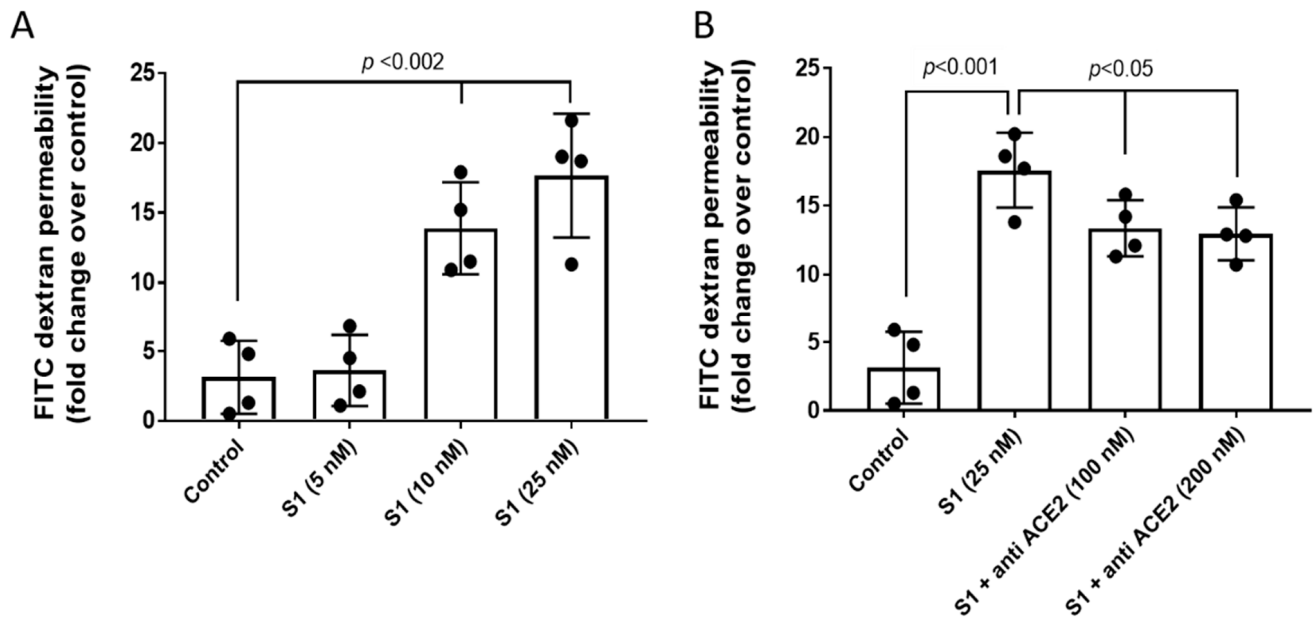 A
FITC dextran permeability
(fold change over control)
25
20
15
10
5
0
p <0.002
Control
S1 (5 nM)
S1 (10 nM)
S1 (25 nM)
B
FITC dextran permeability
(fold change over control)
25
20
15
10
5
0
p<0.001
p<0.05
Control
S1 (25 nM)
S1 + anti ACE2 (100 nM)
S1 + anti ACE2 (200 nM)